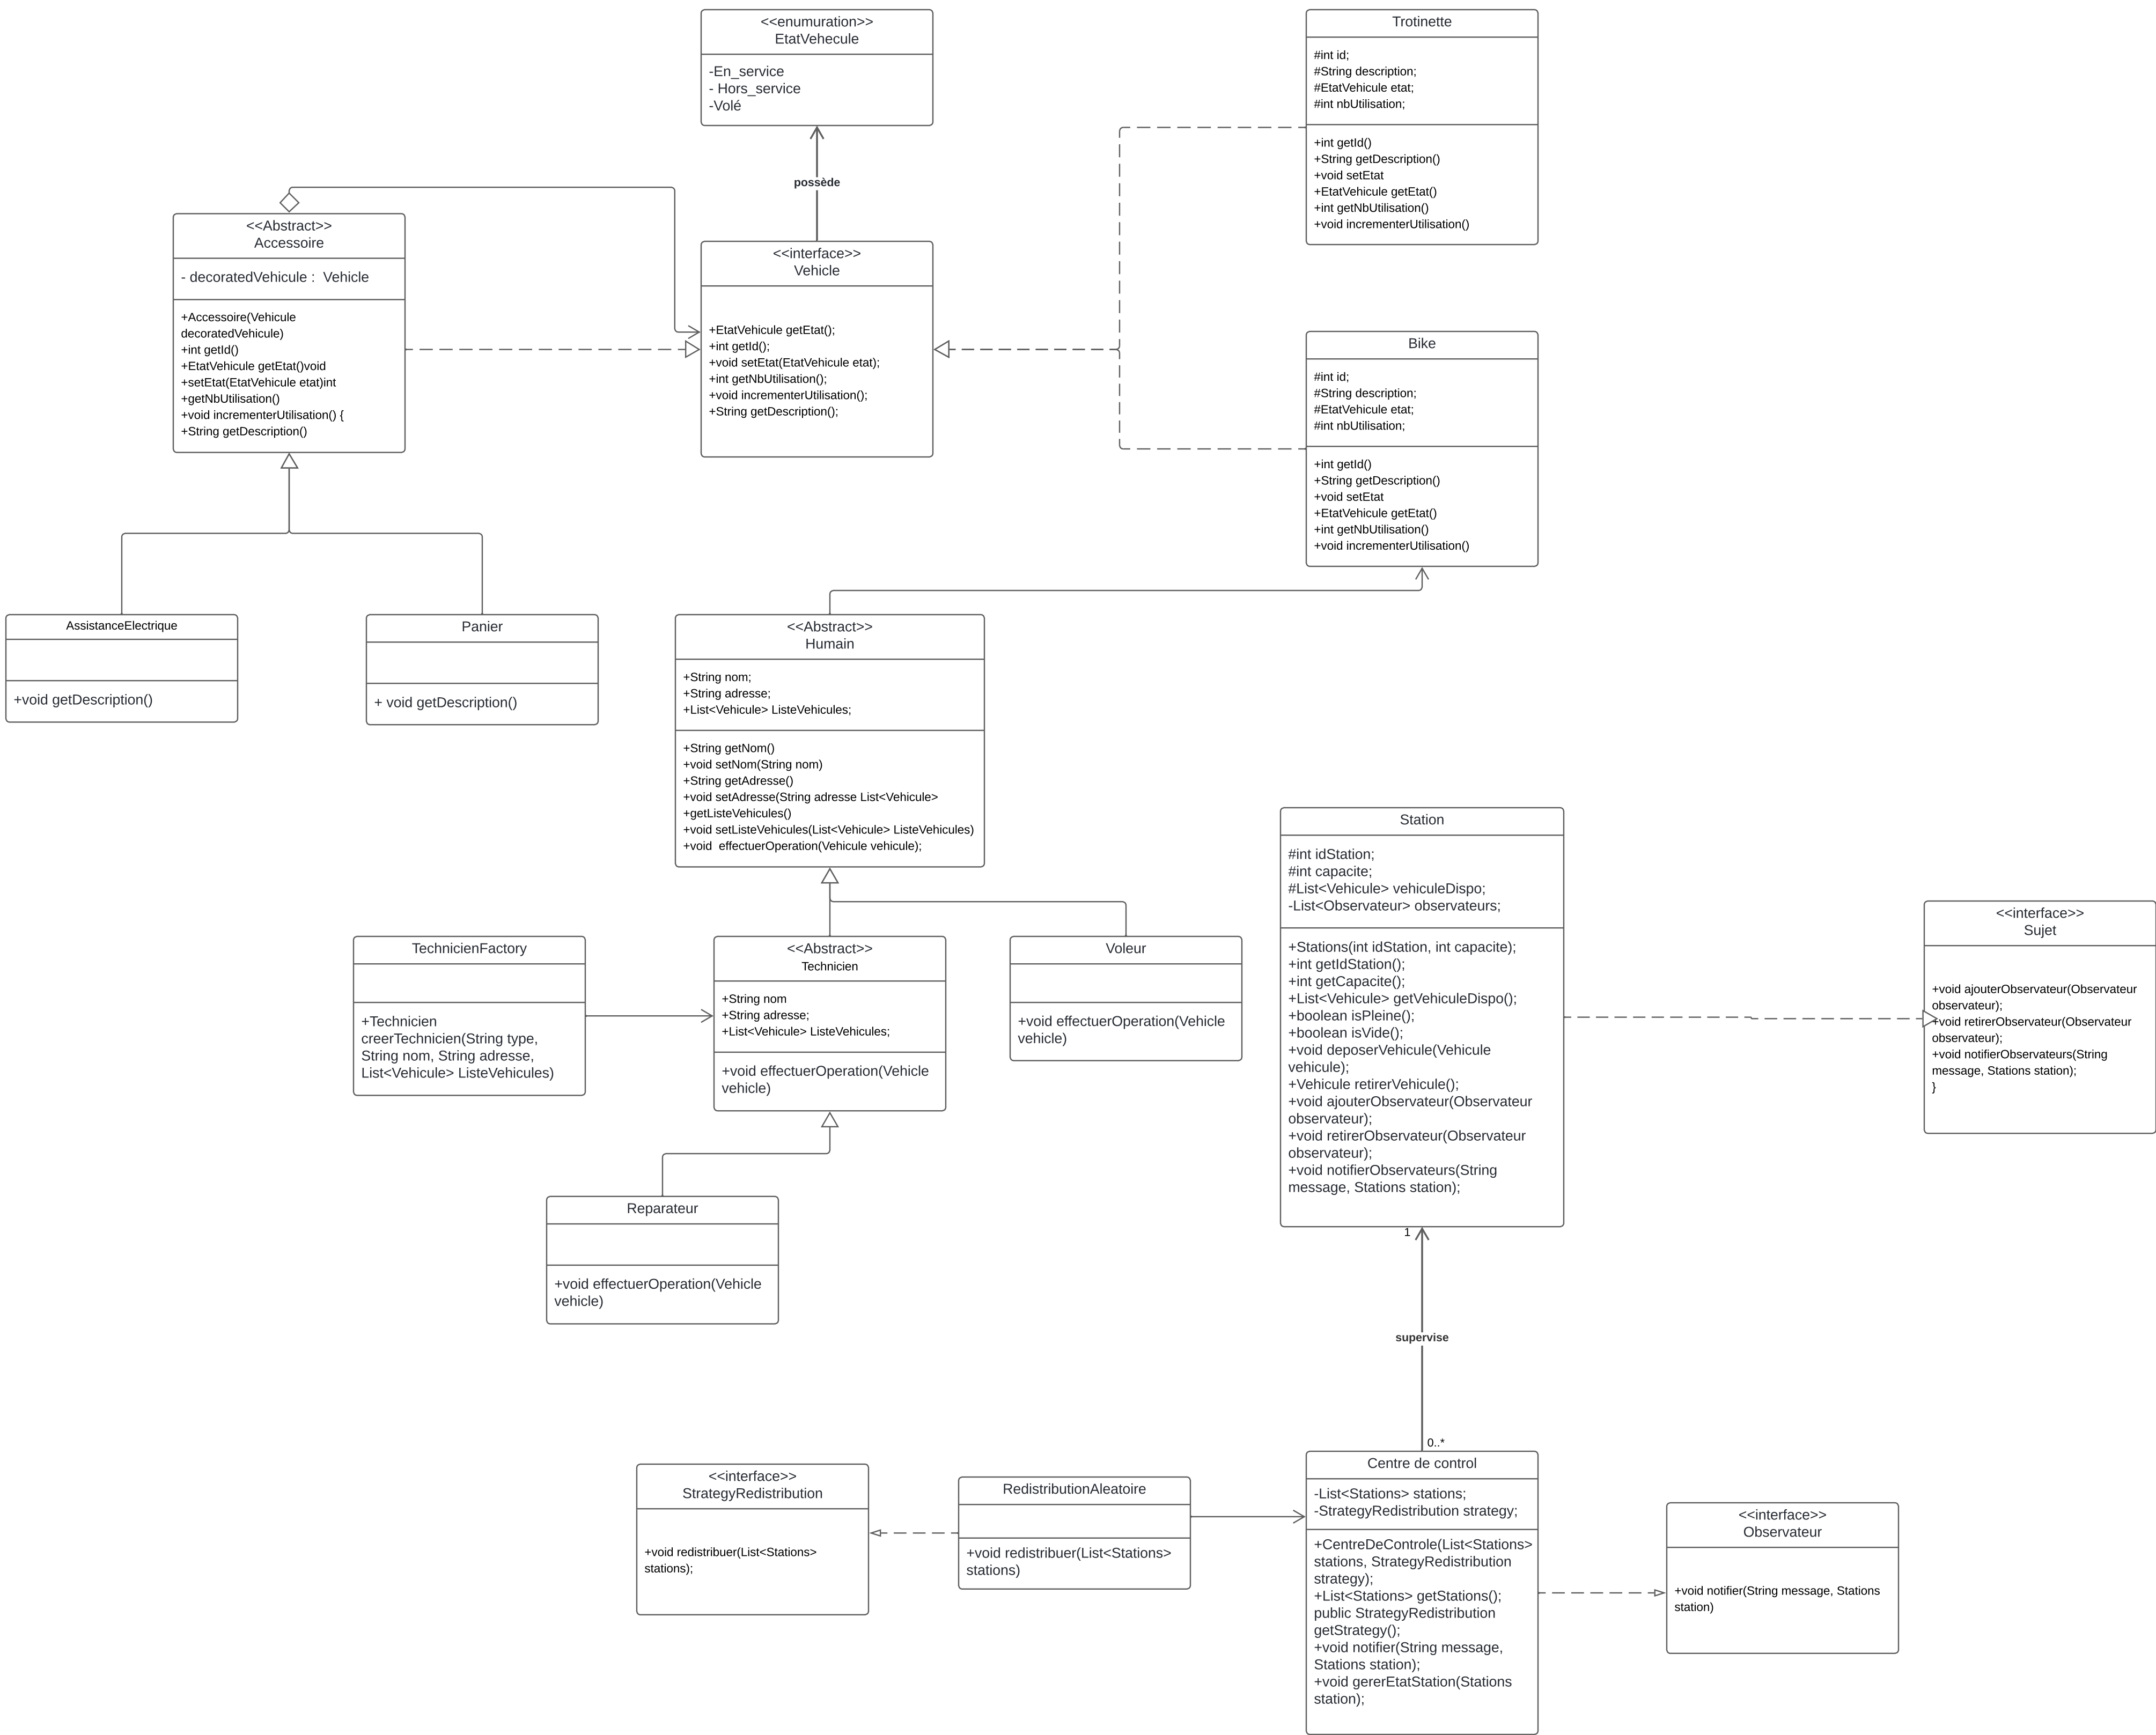 <<enumuration>>
EtatVehecule
-En_service
- Hors_service
-Volé
possède
Trotinette
#int id;
#String description;
#EtatVehicule etat;
#int nbUtilisation;
+int getId()
+String getDescription()
+void setEtat
+EtatVehicule getEtat()
+int getNbUtilisation()
+void incrementerUtilisation()
<<Abstract>>
Accessoire
- decoratedVehicule :  Vehicle
+Accessoire(Vehicule
decoratedVehicule)
+int getId()
+EtatVehicule getEtat()void
+setEtat(EtatVehicule etat)int
+getNbUtilisation()
+void incrementerUtilisation() {
+String getDescription()
<<interface>>
Vehicle
+EtatVehicule getEtat();
+int getId();
+void setEtat(EtatVehicule etat);
+int getNbUtilisation();
+void incrementerUtilisation();
+String getDescription();
Bike
#int id;
#String description;
#EtatVehicule etat;
#int nbUtilisation;
+int getId()
+String getDescription()
+void setEtat
+EtatVehicule getEtat()
+int getNbUtilisation()
+void incrementerUtilisation()
AssistanceElectrique
+void getDescription()
Panier
+ void getDescription()
<<Abstract>>
Humain
+String nom;
+String adresse;
+List<Vehicule> ListeVehicules;
+String getNom()
+void setNom(String nom)
+String getAdresse()
+void setAdresse(String adresse List<Vehicule>
+getListeVehicules()
+void setListeVehicules(List<Vehicule> ListeVehicules)
+void  effectuerOperation(Vehicule vehicule);
Station
#int idStation;
#int capacite;
#List<Vehicule> vehiculeDispo;
-List<Observateur> observateurs;
+Stations(int idStation, int capacite);
+int getIdStation();
+int getCapacite();
+List<Vehicule> getVehiculeDispo();
+boolean isPleine();
+boolean isVide();
+void deposerVehicule(Vehicule
vehicule);
+Vehicule retirerVehicule();
+void ajouterObservateur(Observateur
observateur);
+void retirerObservateur(Observateur
observateur);
+void notifierObservateurs(String
message, Stations station);
<<interface>>
Sujet
+void ajouterObservateur(Observateur
observateur);
+void retirerObservateur(Observateur
observateur);
+void notifierObservateurs(String
message, Stations station);
}
TechnicienFactory
+Technicien
creerTechnicien(String type,
String nom, String adresse,
List<Vehicule> ListeVehicules)
<<Abstract>>
Technicien
+String nom
+String adresse;
+List<Vehicule> ListeVehicules;
+void effectuerOperation(Vehicle
vehicle)
Voleur
+void effectuerOperation(Vehicle
vehicle)
Reparateur
+void effectuerOperation(Vehicle
vehicle)
1
supervise
0..*
<<interface>>
StrategyRedistribution
+void redistribuer(List<Stations>
stations);
RedistributionAleatoire
+void redistribuer(List<Stations>
stations)
Centre de control
-List<Stations> stations;
-StrategyRedistribution strategy;
+CentreDeControle(List<Stations>
stations, StrategyRedistribution
strategy);
+List<Stations> getStations();
public StrategyRedistribution
getStrategy();
+void notifier(String message,
Stations station);
+void gererEtatStation(Stations
station);
<<interface>>
Observateur
+void notifier(String message, Stations
station)